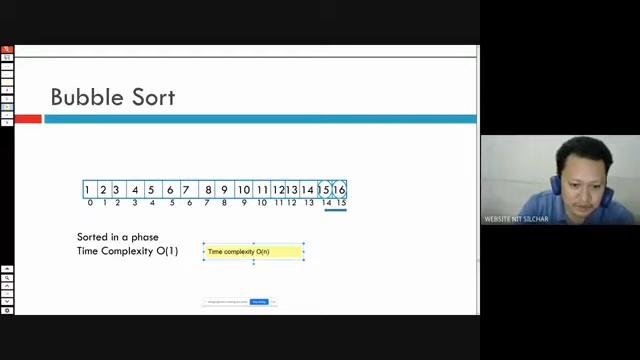 Bubble Sort
1 2 3 4 5 6 7 8 9 10 11 12 13 14 15 16
0 1 2 3 4 5 6 7 8 9 10 11 12 13 14 15
Sorted in a phase
Time Complexity O(1)
Time complexity O(n)
WEBSITE NIT SILCHAR